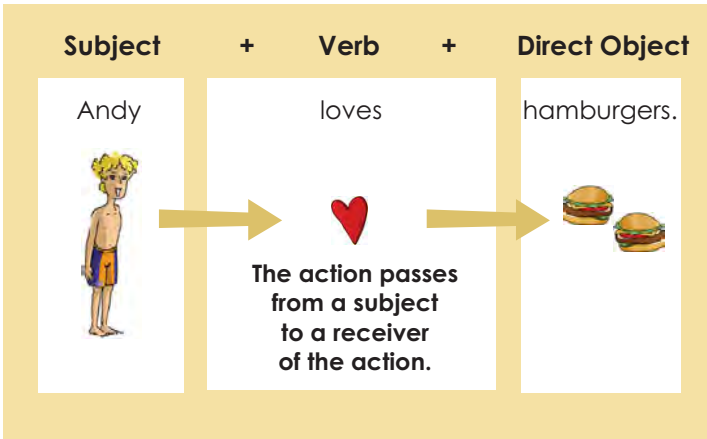 Subject + Verb + Direct Object
Andy loves hamburgers.
The action passes
from a subject
to a receiver
of the action.